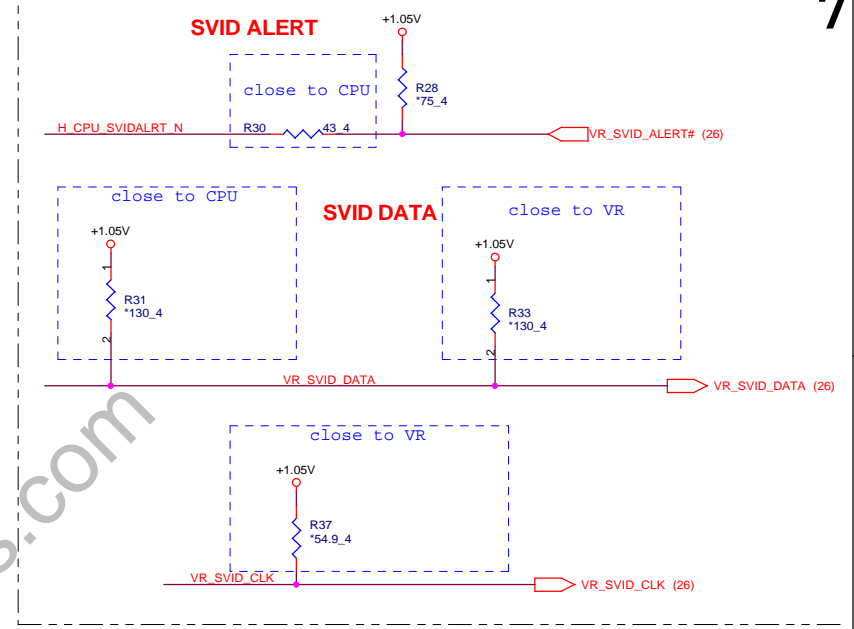 7
SVID ALERT
+1.05V
close to CPU
R28
*75_4
H_CPU_SVIDALRT_N
R30
43_4
VR_SVID_ALERT# (26)
close to CPU
SVID DATA
close to VR
+1.05V
+1.05V
1
1
R31
*130_4
R33
*130_4
2
2
VR_SVID_DATA
VR_SVID_DATA (26)
close to VR
+1.05V
R37
*54.9_4
VR_SVID_CLK
VR_SVID_CLK (26)
s.com